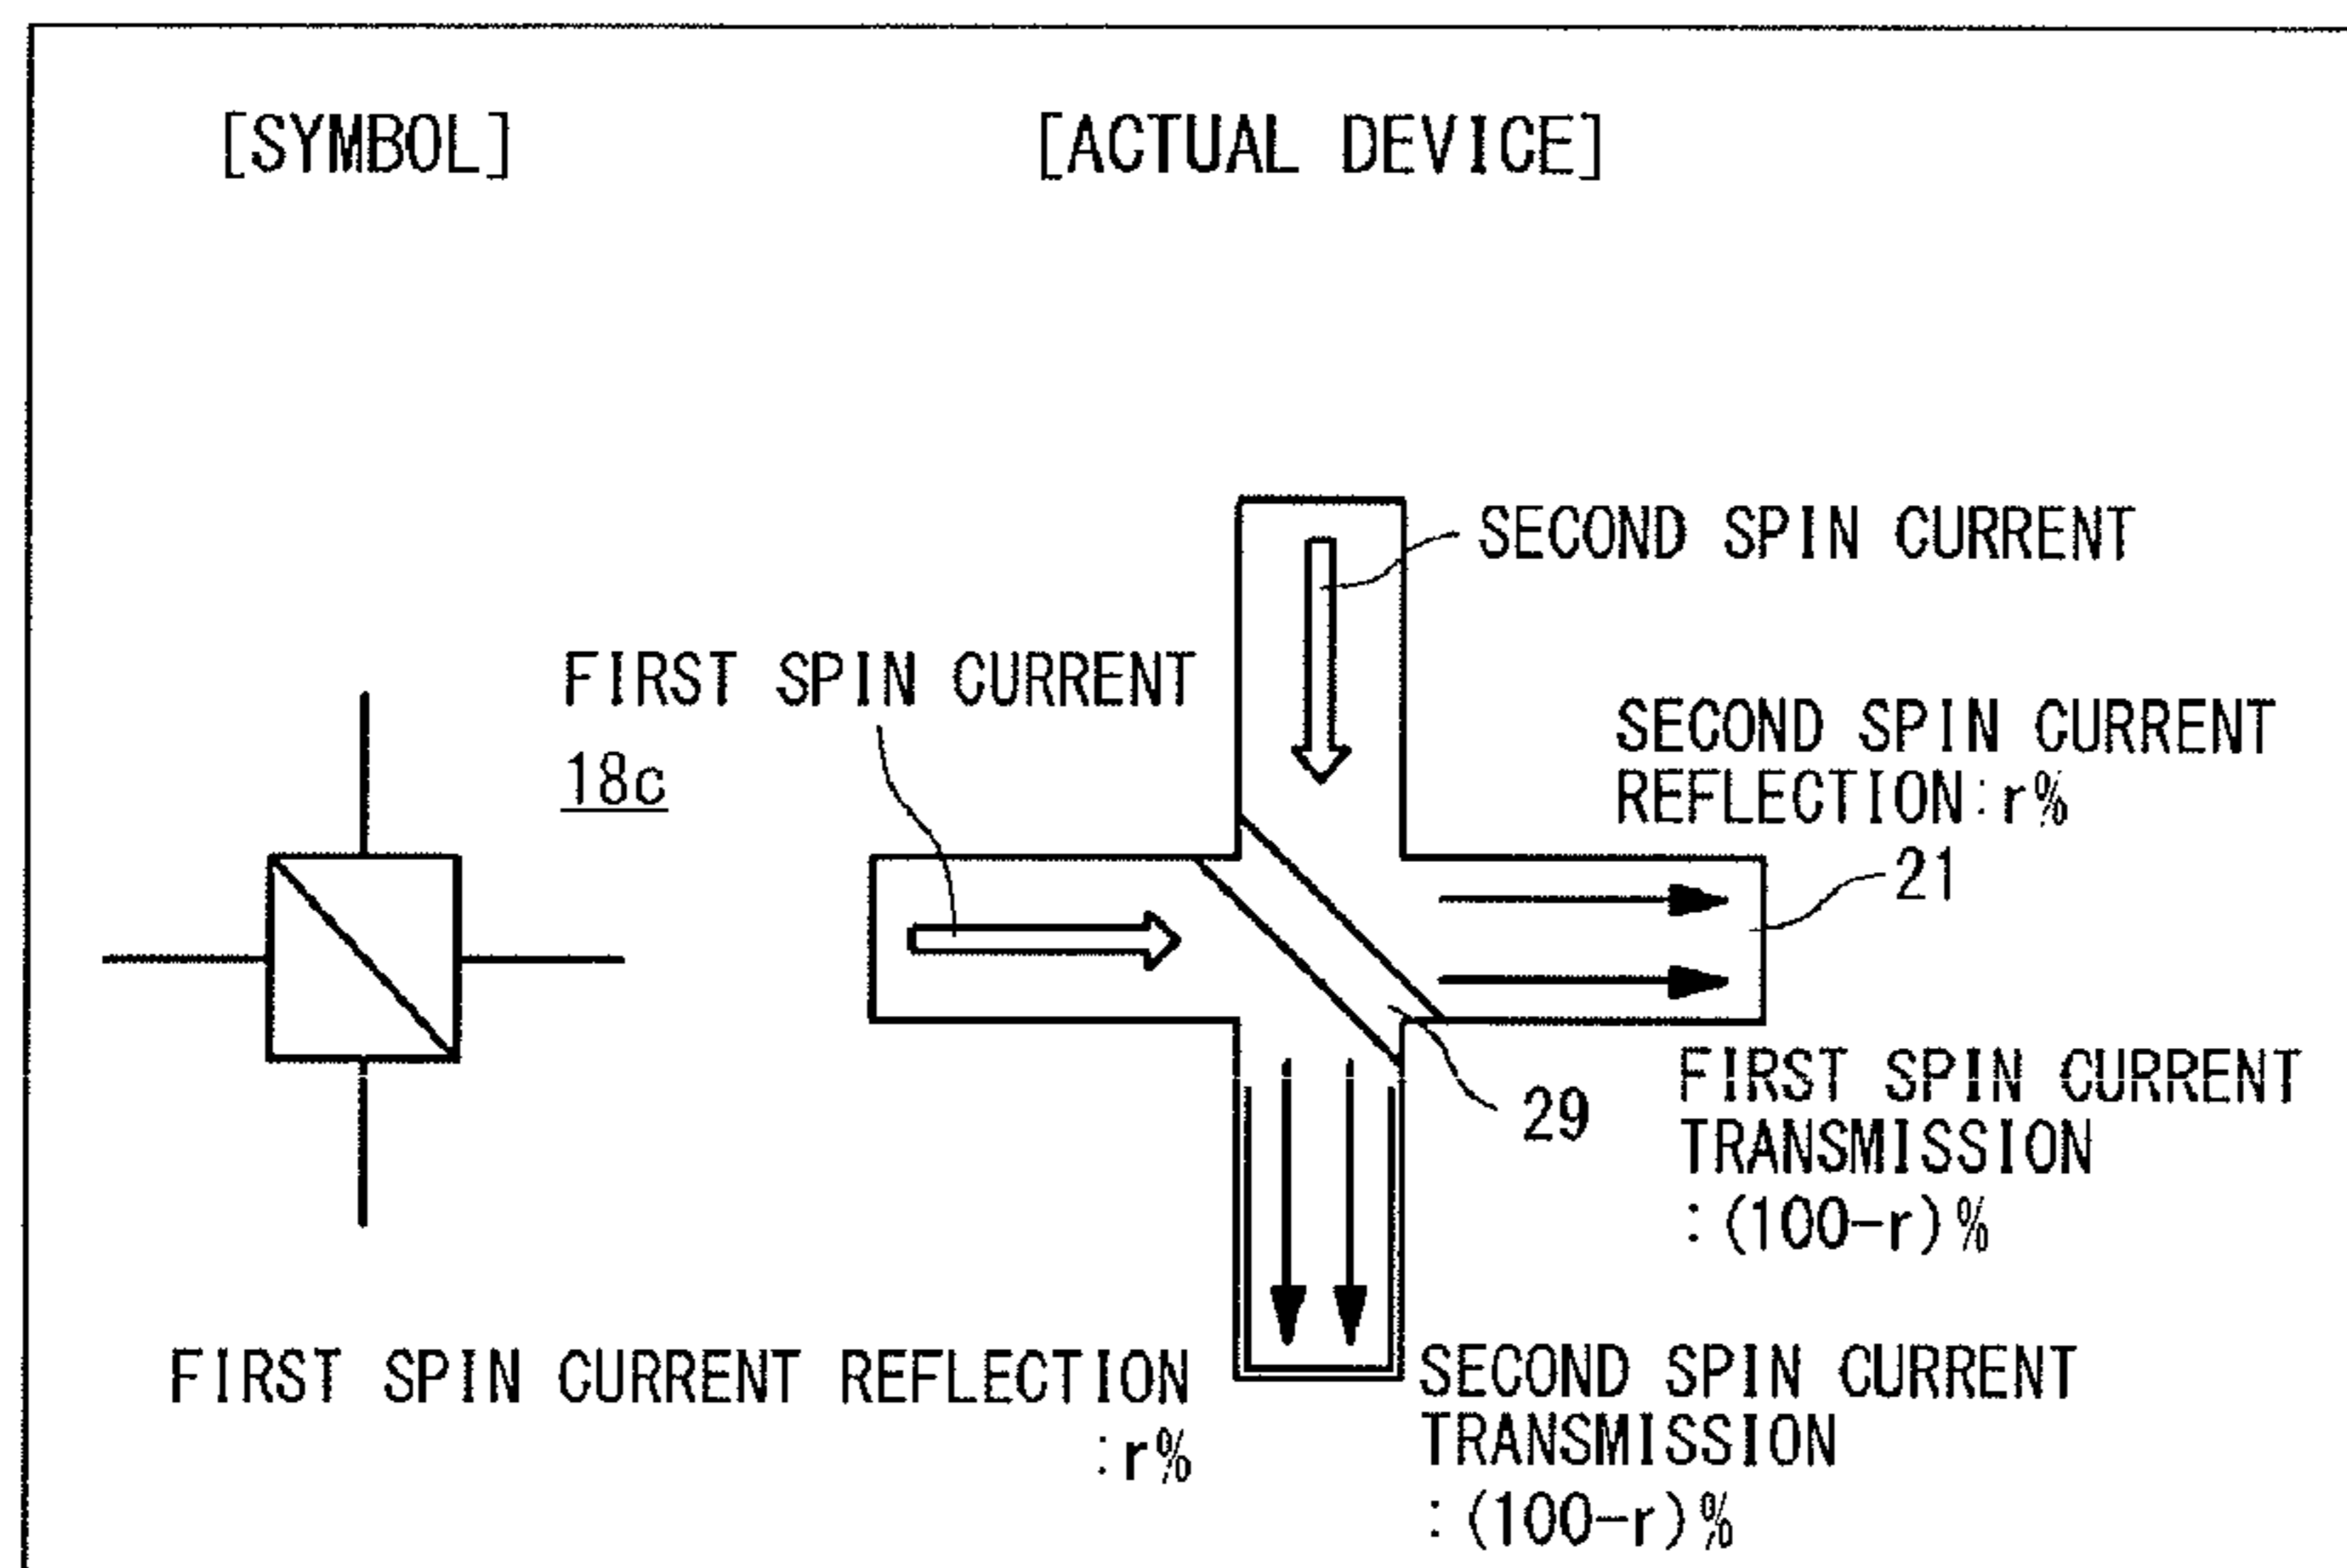 [SYMBOL]
[ACTUAL DEVICE]
SECOND SPIN CURRENT
FIRST SPIN CURRENT
18c
SECOND SPIN CURRENT
REFLECTION:r%
21
29
FIRST SPIN CURRENT
TRANSMISSION
:(100-r)%
FIRST SPIN CURRENT REFLECTION
:r%
SECOND SPIN CURRENT
TRANSMISSION
:(100-r)%